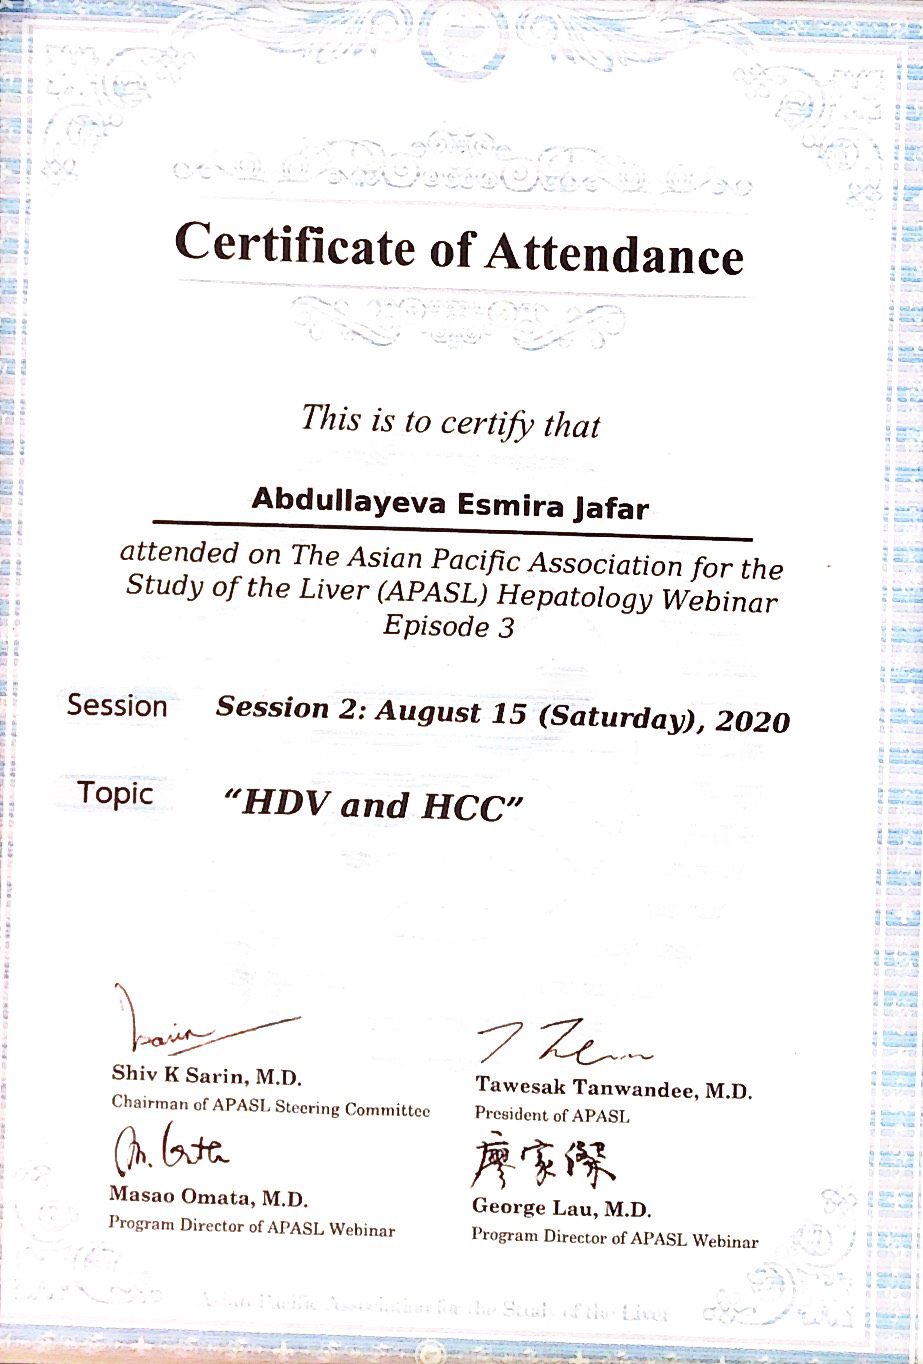 Certificate of Attendance
This is to certify that
Abdullayeva Esmira Jafar
attended on The Asian Pacific Association for the
Study of the Liver (APASL) Hepatology Webinar
Episode 3
Session Session 2: August 15 (Saturday), 2020
Topic “HDV and HCC”
Shiv K Sarin, M.D.
Chairman of APASL Steering Committee
Tawesak Tanwandee, M.D.
President of APASL
M. Omata
廖家傑
Masao Omata, M.D.
Program Director of APASL Webinar
George Lau, M.D.
Program Director of APASL Webinar
Asian Pacific Association for the Study of the Liver